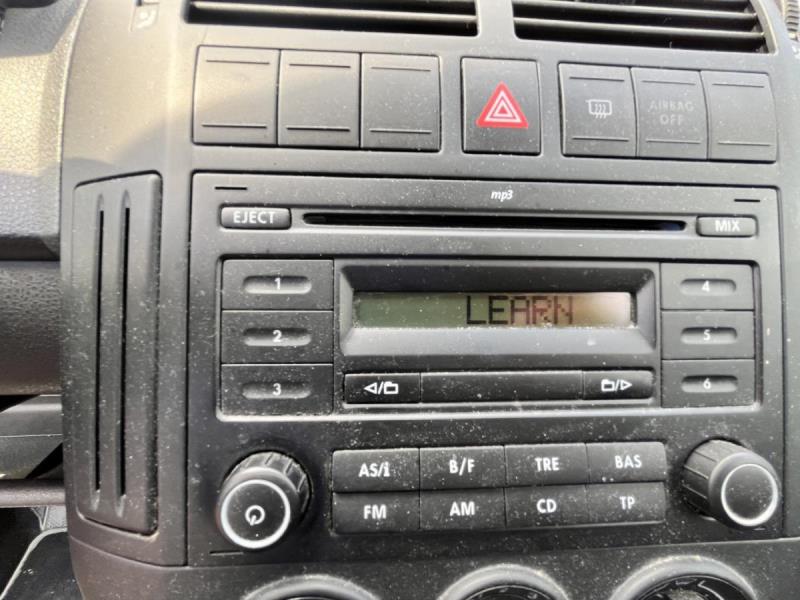 AIRBAG
OFF
mp3
EJECT
MIX
1
LEARN
4
2
5
3
6
AS/i
B/F
TRE
BAS
FM
AM
CD
TP